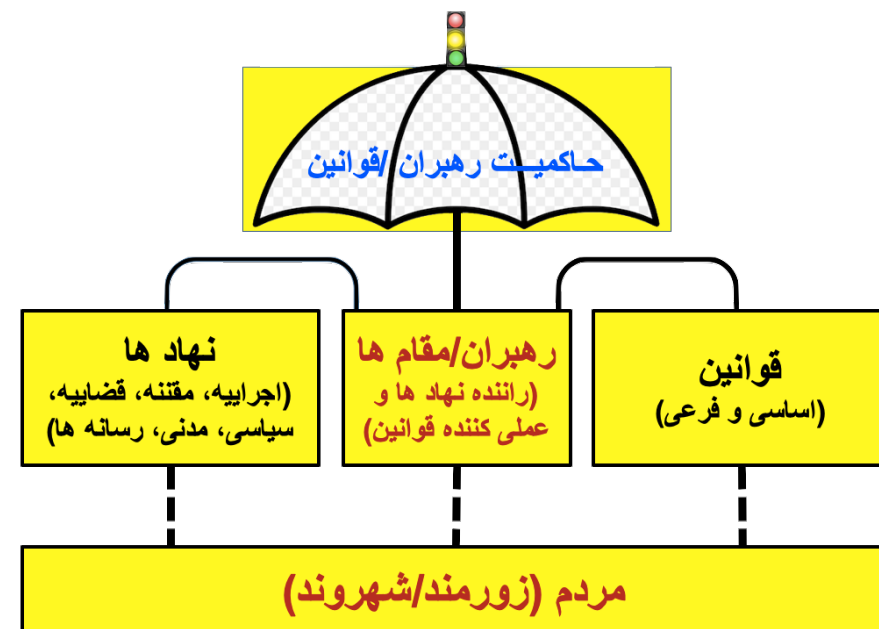 حاکمیت رهبران /قوانین
قوانین
(اساسی و فرعی)
رهبران/مقام ها
(راننده نهاد ها و
عملی کننده قوانین)
نهاد ها
(اجراییه، مقننه، قضاییه،
سیاسی، مدنی، رسانه ها)
مردم (زورمند/شهروند)